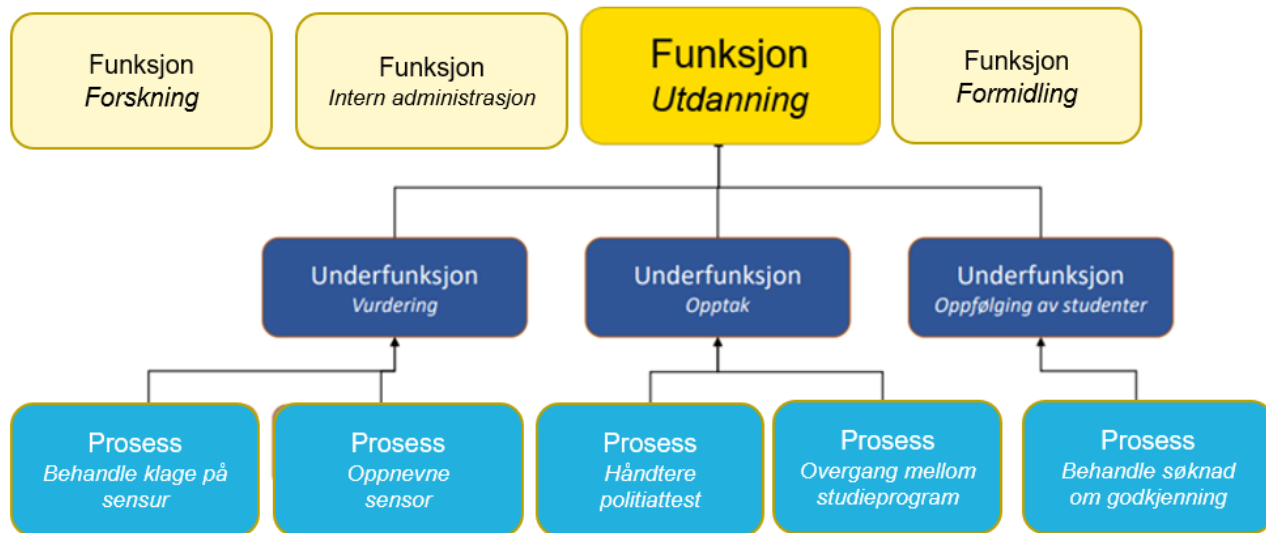 Funksjon
Forskning
Funksjon
Intern administrasjon
Funksjon
Utdanning
Funksjon
Formidling
Underfunksjon
Vurdering
Underfunksjon
Opptak
Underfunksjon
Oppfølging av studenter
Prosess
Behandle klage på
sensur
Prosess
Oppnevne
sensor
Prosess
Håndtere
politiattest
Prosess
Overgang mellom
studieprogram
Prosess
Behandle søknad
om godkjenning